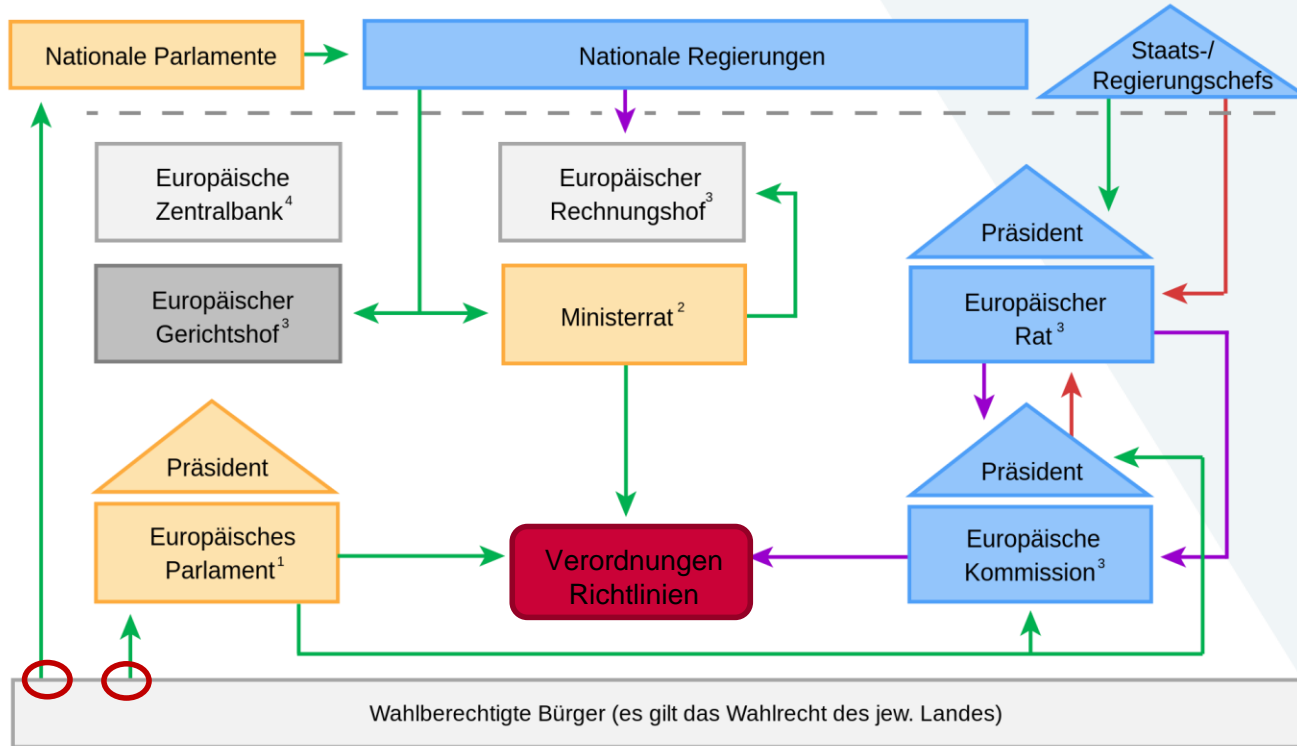 Nationale Parlamente
Nationale Regierungen
Staats-/
Regierungschefs
Europäische
Zentralbank4
Europäischer
Rechnungshof3
Präsident
Europäischer
Gerichtshof3
Ministerrat2
Europäischer
Rat3
Präsident
Präsident
Europäisches
Parlament1
Verordnungen
Richtlinien
Europäische
Kommission3
Wahlberechtigte Bürger (es gilt das Wahlrecht des jew. Landes)